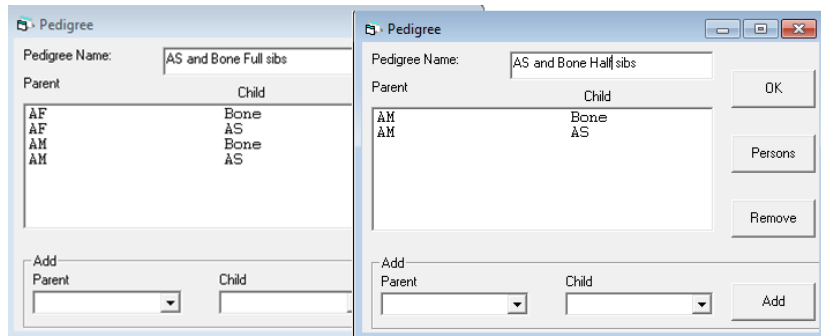 Pedigree
Pedigree Name: AS and Bone Full sibs
Parent Child
AF Bone
AF AS
AM Bone
AM AS
Add
Parent Child
Pedigree
Pedigree Name: AS and Bone Half sibs
Parent Child
AM Bone
AM AS
OK
Persons
Remove
Add
Parent Child
Add